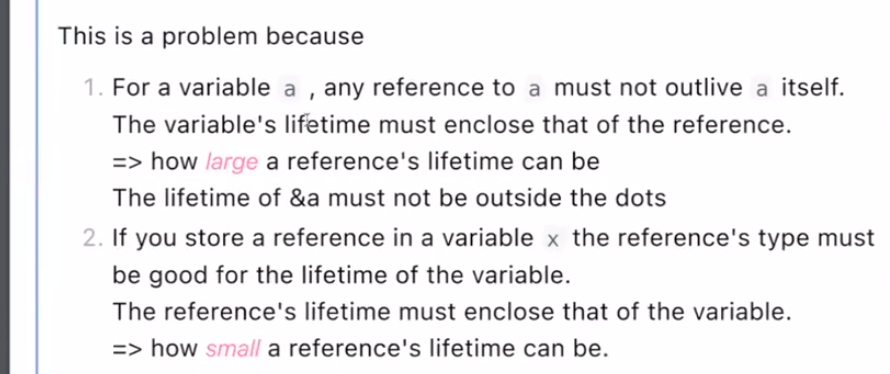 This is a problem because
1. For a variable a , any reference to a must not outlive a itself.
The variable's lifetime must enclose that of the reference.
=> how large a reference's lifetime can be
The lifetime of &a must not be outside the dots
2. If you store a reference in a variable x the reference's type must
be good for the lifetime of the variable.
The reference's lifetime must enclose that of the variable.
=> how small a reference's lifetime can be.